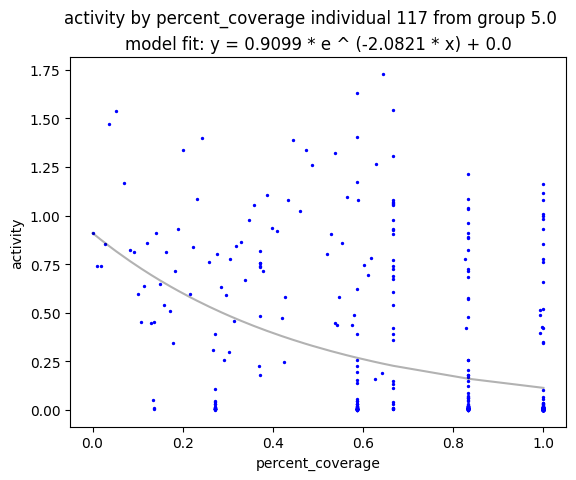 activity by percent_coverage individual 117 from group 5.0
model fit: y = 0.9099 * e ^ (-2.0821 * x) + 0.0
1.75
1.50
1.25
1.00
0.75
0.50
0.25
0.00
activity
0.0 0.2 0.4 0.6 0.8 1.0
percent_coverage